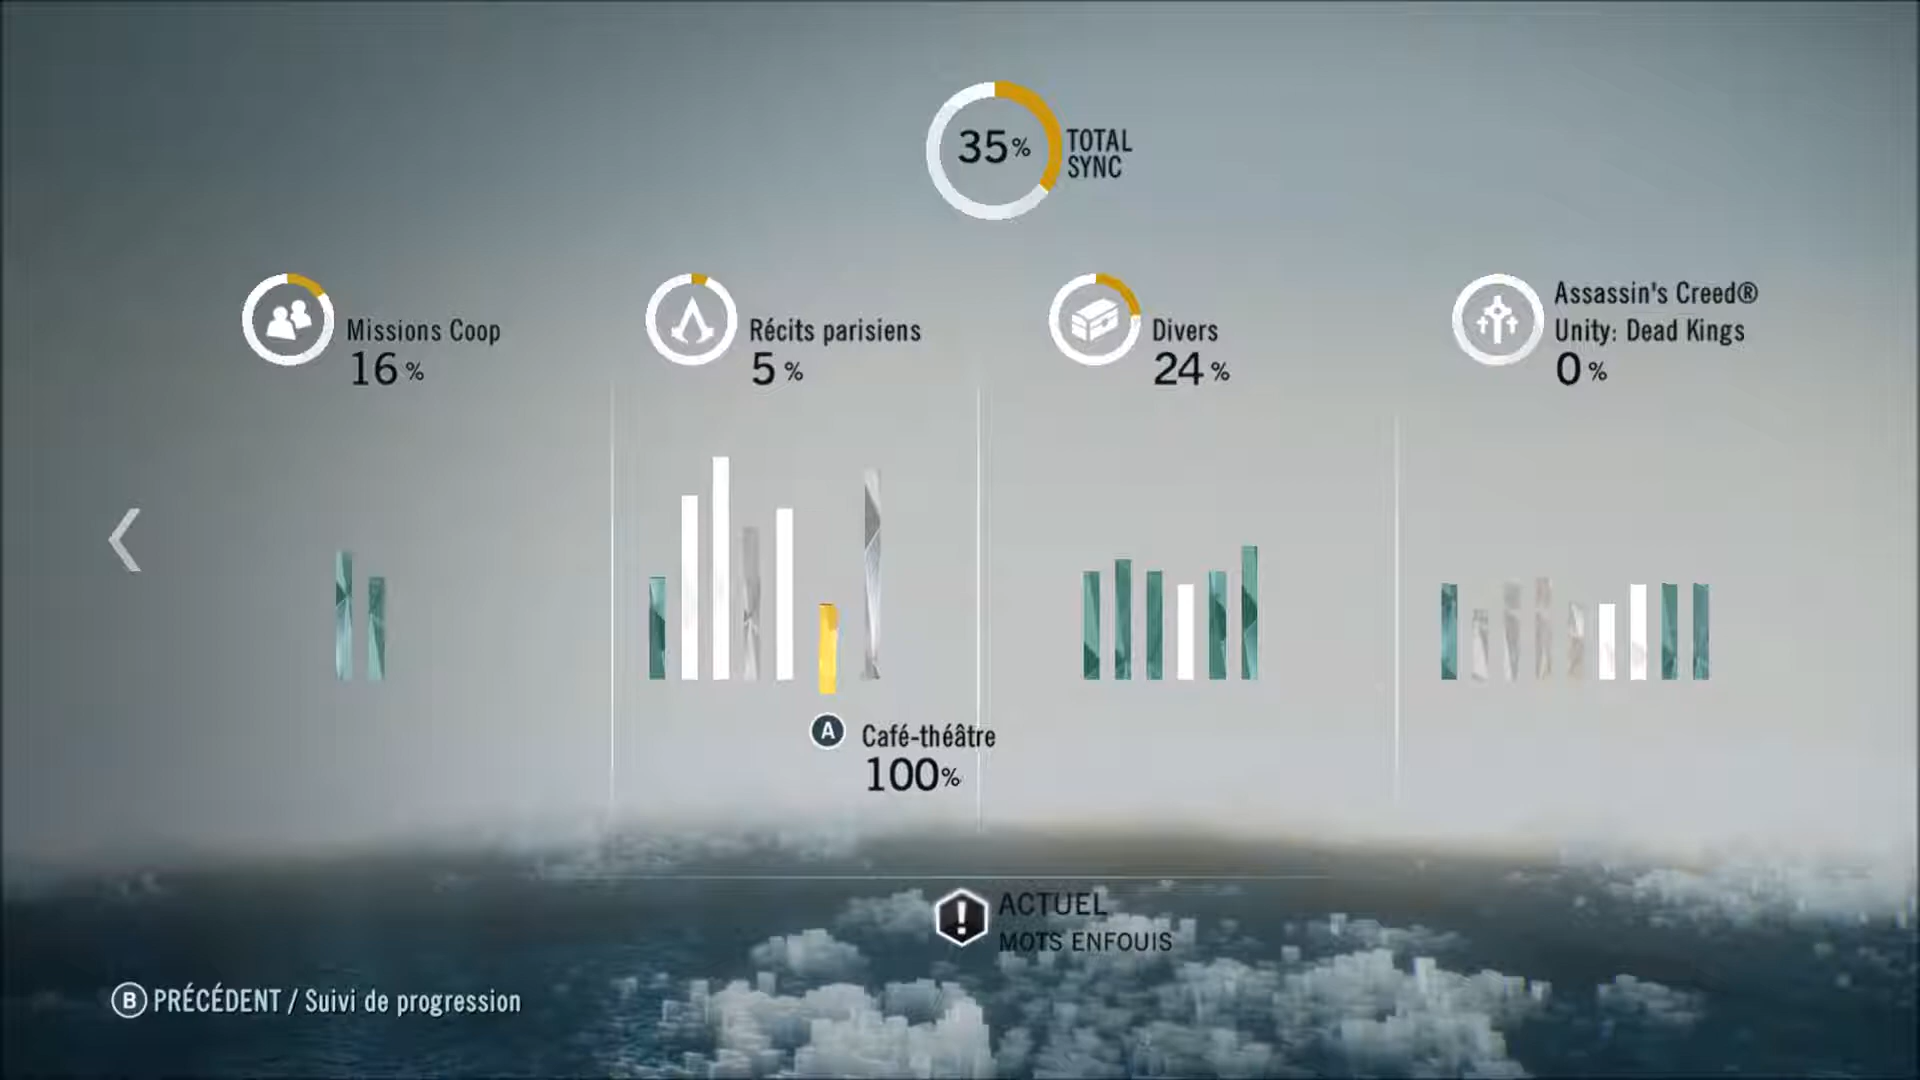 35%
TOTAL
SYNC
Missions Coop
16 %
Récits parisiens
5 %
Divers
24 %
Assassin's Creed®
Unity: Dead Kings
0 %
A Café-théâtre
100%
ACTUEL
MOTS ENFOUIS
B PRÉCÉDENT / Suivi de progression